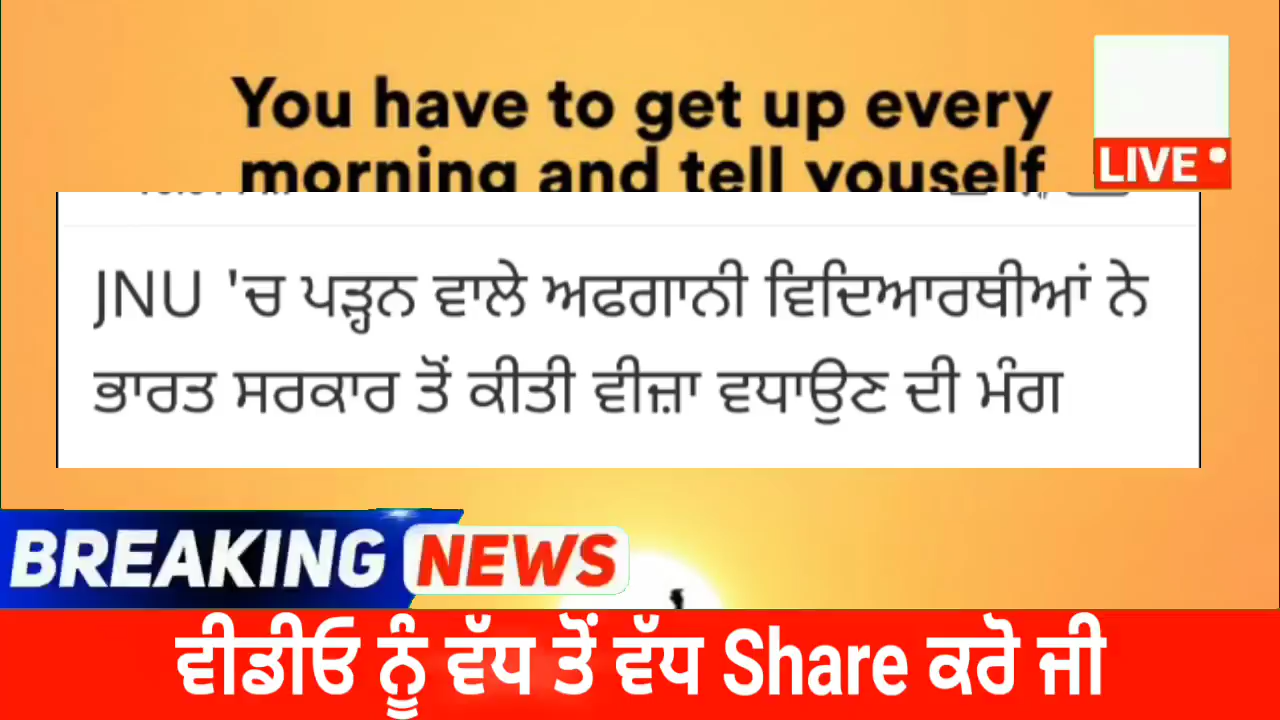 You have to get up every
morning and tell youself
LIVE
JNU 'ਚ ਪੜ੍ਹਨ ਵਾਲੇ ਅਫਗਾਨੀ ਵਿਦਿਆਰਥੀਆਂ ਨੇ
ਭਾਰਤ ਸਰਕਾਰ ਤੋਂ ਕੀਤੀ ਵੀਜ਼ਾ ਵਧਾਉਣ ਦੀ ਮੰਗ
BREAKING NEWS
ਵੀਡੀਓ ਨੂੰ ਵੱਧ ਤੋਂ ਵੱਧ Share ਕਰੋ ਜੀ